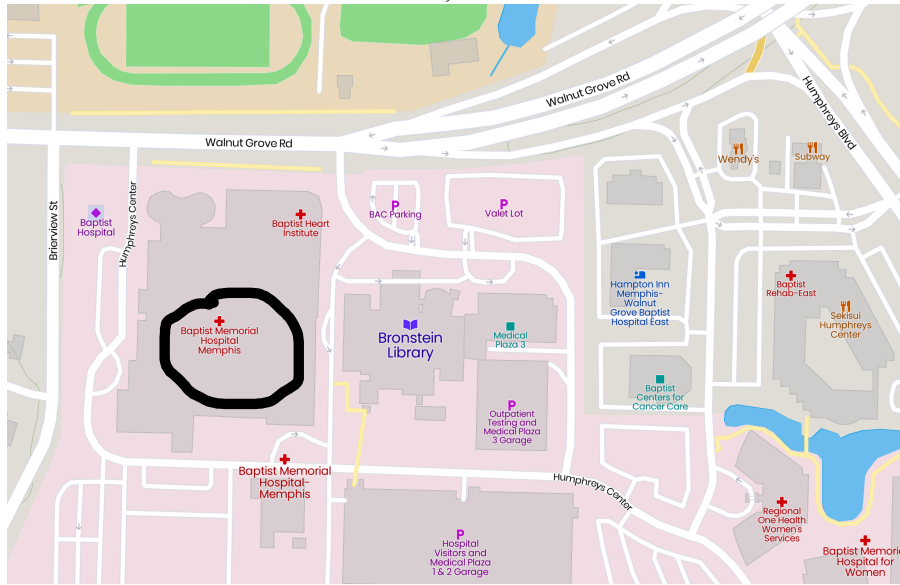 Walnut Grove Rd
Walnut Grove Rd
Humphreys Blvd
Wendy's
Subway
Brierview St
Humphreys Center
Baptist
Hospital
Baptist Heart
Institute
BAC Parking
Valet Lot
Hampton Inn
Memphis-
Walnut
Grove Baptist
Hospital East
Baptist
Rehab-East
Sekisui
Humphreys
Center
Baptist Memorial
Hospital
Memphis
Bronstein
Library
Medical
Plaza 3
Baptist
Centers for
Cancer Care
Outpatient
Testing and
Medical Plaza
3 Garage
Baptist Memorial
Hospital-
Memphis
Humphreys Center
Regional
One Health
Women's
Services
Hospital
Visitors and
Medical Plaza
1 & 2 Garage
Baptist Memori
Hospital for
Women